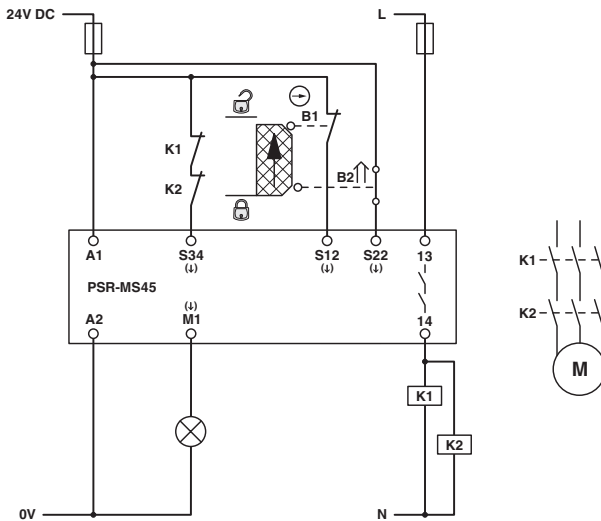 24V DC
L
B1
K1
B2
K2
A1
S34
(↓)
S12
(↓)
S22
(↓)
13
PSR-MS45
(↓)
A2
M1
14
K1
K2
M
K1
K2
0V
N